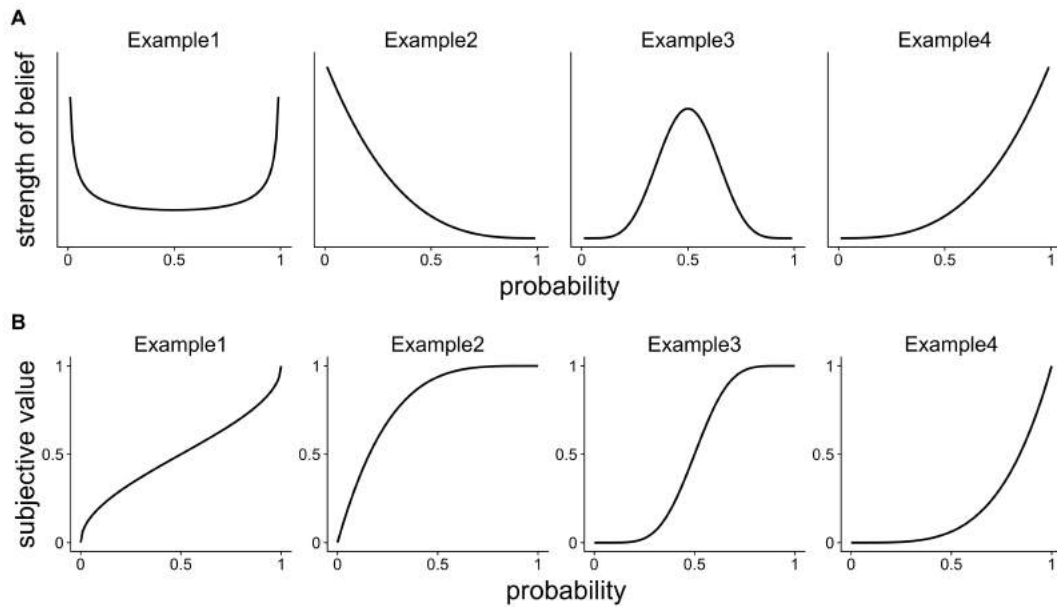 A
Example1 Example2 Example3 Example4
strength of belief
0 0.5 1 0 0.5 1 0 0.5 1 0 0.5 1
probability
B
Example1 Example2 Example3 Example4
subjective value
1 1 1 1
0.5 0.5 0.5 0.5
0 0 0 0
0 0.5 1 0 0.5 1 0 0.5 1 0 0.5 1
probability